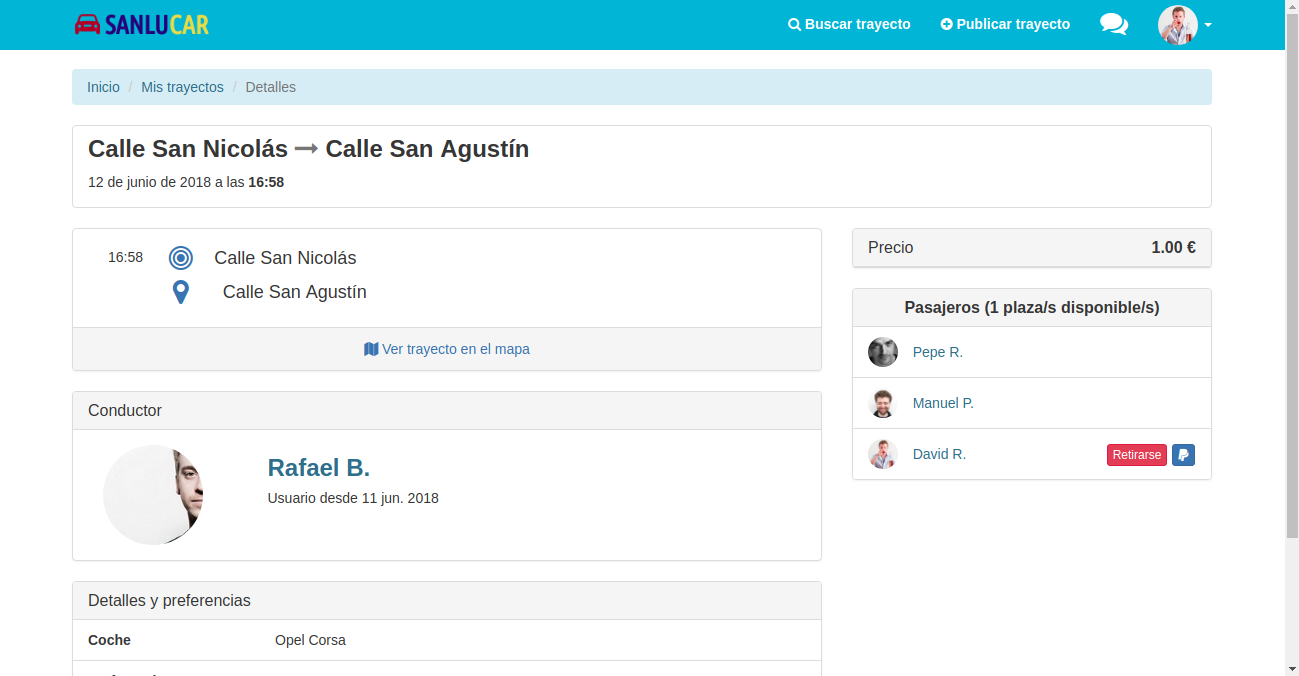 SANLUCAR
Buscar trayecto
Publicar trayecto
Inicio / Mis trayectos / Detalles
Calle San Nicolás → Calle San Agustín
12 de junio de 2018 a las 16:58
16:58 Calle San Nicolás
Calle San Agustín
Ver trayecto en el mapa
Conductor
Rafael B.
Usuario desde 11 jun. 2018
Detalles y preferencias
Coche Opel Corsa
Precio 1.00 €
Pasajeros (1 plaza/s disponible/s)
Pepe R.
Manuel P.
David R. Retirarse